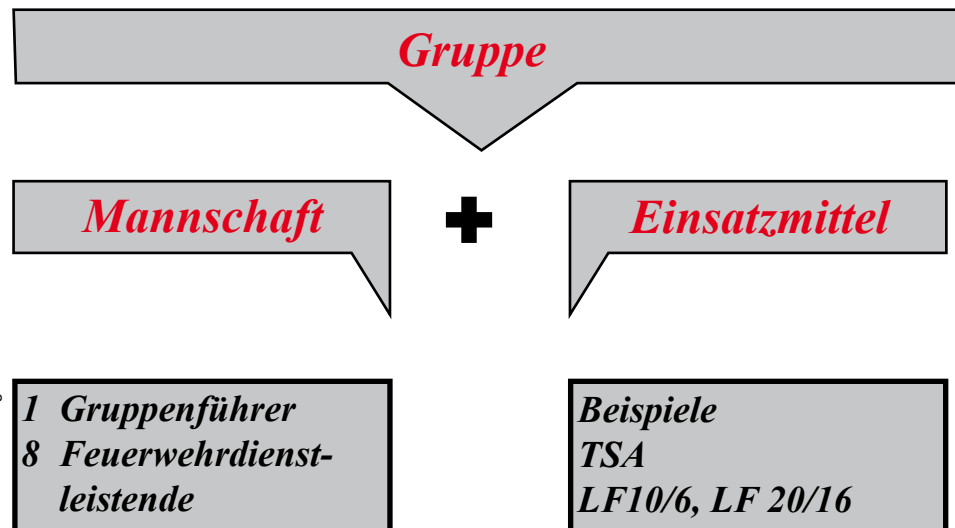 Gruppe
Mannschaft
Einsatzmittel
1 Gruppenführer
8 Feuerwehrdienst-
leistende
Beispiele
TSA
LF10/6, LF 20/16